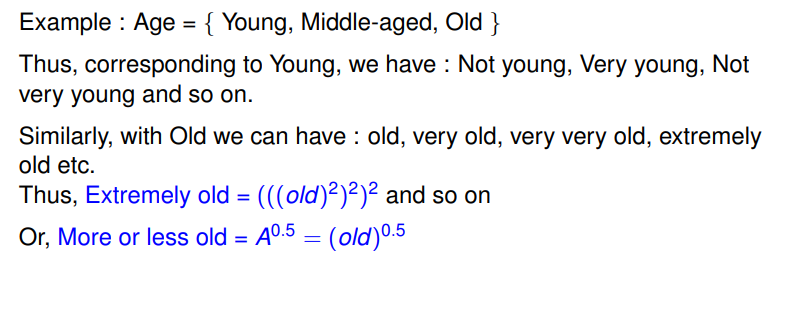 Example : Age = { Young, Middle-aged, Old }
Thus, corresponding to Young, we have : Not young, Very young, Not
very young and so on.
Similarly, with Old we can have : old, very old, very very old, extremely
old etc.
Thus, Extremely old = (((old)²)²)² and so on
Or, More or less old = A⁰·⁵ = (old)⁰·⁵